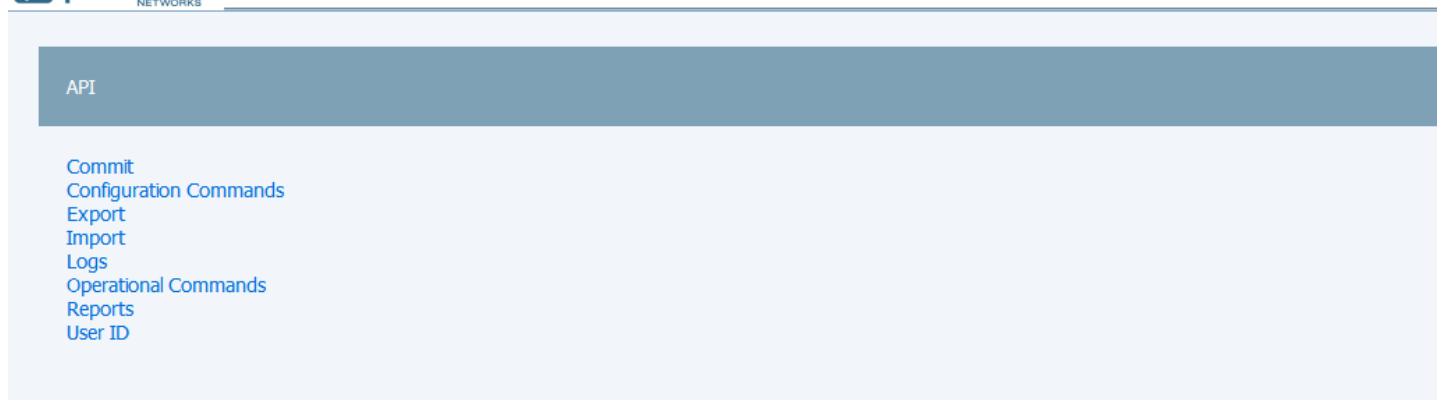 NETWORKS
API
Commit
Configuration Commands
Export
Import
Logs
Operational Commands
Reports
User ID